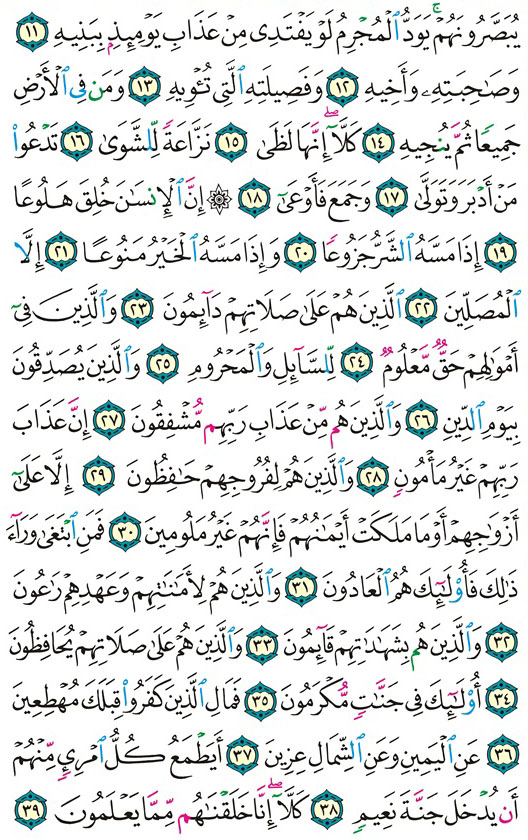 يُبَصَّرُونَهُمْ ۚ يَوَدُّ ٱلْمُجْرِمُ لَوْ يَفْتَدِى مِنْ عَذَابِ يَوْمِئِذٍۭ بِبَنِيهِ ١١
وَصَـٰحِبَتِهِۦ وَأَخِيهِ ١٢ وَفَصِيلَتِهِ ٱلَّتِى تُـْٔوِيهِ ١٣ وَمَن فِى ٱلْأَرْضِ
جَمِيعًا ثُمَّ يُنجِيهِ ١٤ كَلَّآ ۖ إِنَّهَا لَظَىٰ ١٥ نَزَّاعَةً لِّلشَّوَىٰ ١٦ تَدْعُوا۟
مَنْ أَدْبَرَ وَتَوَلَّىٰ ١٧ وَجَمَعَ فَأَوْعَىٰٓ ١٨ ۞ إِنَّ ٱلْإِنسَـٰنَ خُلِقَ هَلُوعًا
١٩ إِذَا مَسَّهُ ٱلشَّرُّ جَزُوعًا ٢٠ وَإِذَا مَسَّهُ ٱلْخَيْرُ مَنُوعًا ٢١ إِلَّا
ٱلْمُصَلِّينَ ٢٢ ٱلَّذِينَ هُمْ عَلَىٰ صَلَاتِهِمْ دَآئِمُونَ ٢٣ وَٱلَّذِينَ فِىٓ
أَمْوَٰلِهِمْ حَقٌّ مَّعْلُومٌ ٢٤ لِّلسَّآئِلِ وَٱلْمَحْرُومِ ٢٥ وَٱلَّذِينَ يُصَدِّقُونَ
بِيَوْمِ ٱلدِّينِ ٢٦ وَٱلَّذِينَ هُم مِّنْ عَذَابِ رَبِّهِم مُّشْفِقُونَ ٢٧ إِنَّ عَذَابَ
رَبِّهِمْ غَيْرُ مَأْمُونٍ ٢٨ وَٱلَّذِينَ هُمْ لِفُرُوجِهِمْ حَـٰفِظُونَ ٢٩ إِلَّا عَلَىٰٓ
أَزْوَٰجِهِمْ أَوْ مَا مَلَكَتْ أَيْمَـٰنُهُمْ فَإِنَّهُمْ غَيْرُ مَلُومِينَ ٣٠ فَمَنِ ٱبْتَغَىٰ وَرَآءَ
ذَٰلِكَ فَأُو۟لَـٰٓئِكَ هُمُ ٱلْعَادُونَ ٣١ وَٱلَّذِينَ هُمْ لِأَمَـٰنَـٰتِهِمْ وَعَهْدِهِمْ رَٰعُونَ
٣٢ وَٱلَّذِينَ هُم بِشَهَـٰدَٰتِهِمْ قَآئِمُونَ ٣٣ وَٱلَّذِينَ هُمْ عَلَىٰ صَلَاتِهِمْ يُحَافِظُونَ
٣٤ أُو۟لَـٰٓئِكَ فِى جَنَّـٰتٍ مُّكْرَمُونَ ٣٥ فَمَالِ ٱلَّذِينَ كَفَرُوا۟ قِبَلَكَ مُهْطِعِينَ
٣٦ عَنِ ٱلْيَمِينِ وَعَنِ ٱلشِّمَالِ عِزِينَ ٣٧ أَيَطْمَعُ كُلُّ ٱمْرِئٍ مِّنْهُمْ
أَن يُدْخَلَ جَنَّةَ نَعِيمٍ ٣٨ كَلَّآ ۖ إِنَّا خَلَقْنَـٰهُم مِّمَّا يَعْلَمُونَ ٣٩